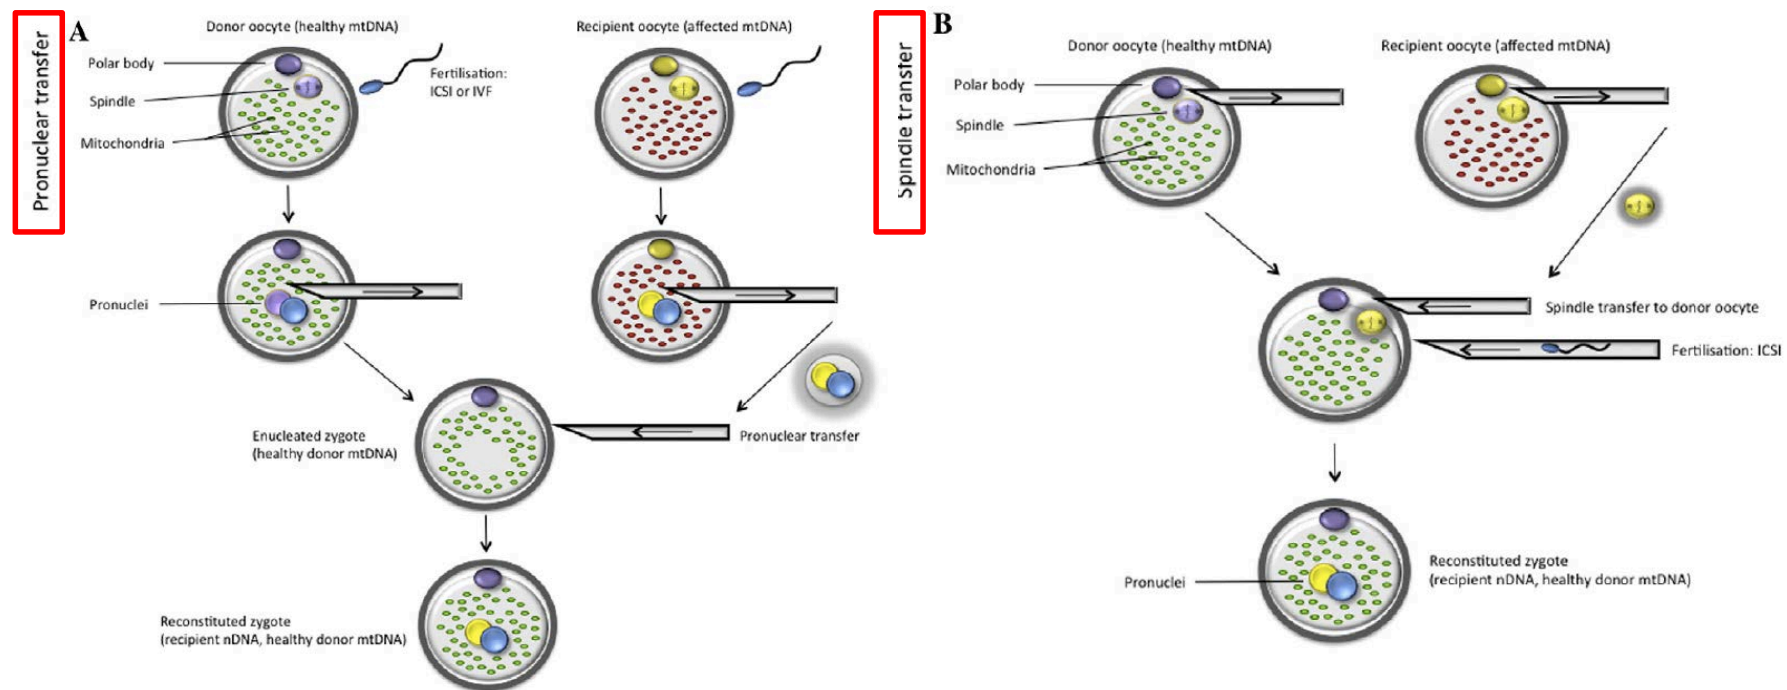 Pronuclear transfer
A
Donor oocyte (healthy mtDNA)
Recipient oocyte (affected mtDNA)
Polar body
Spindle
Mitochondria
Fertilisation:
ICSI or IVF
Pronuclei
Enucleated zygote
(healthy donor mtDNA)
Pronuclear transfer
Reconstituted zygote
(recipient nDNA, healthy donor mtDNA)
Spindle transfer
B
Donor oocyte (healthy mtDNA)
Recipient oocyte (affected mtDNA)
Polar body
Spindle
Mitochondria
Spindle transfer to donor oocyte
Fertilisation: ICSI
Pronuclei
Reconstituted zygote
(recipient nDNA, healthy donor mtDNA)